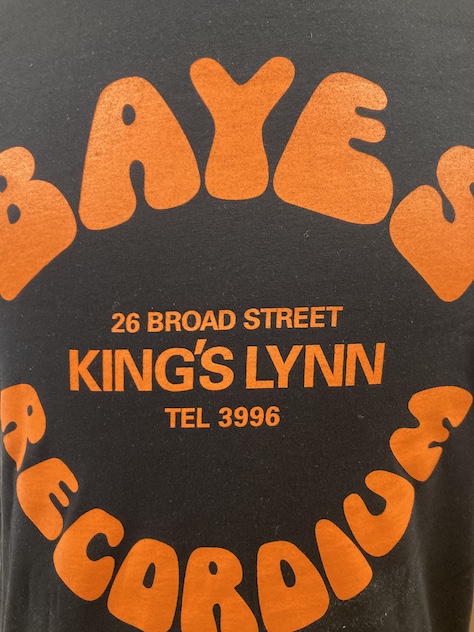 BAYES
26 BROAD STREET
KING'S LYNN
TEL 3996
RECORDIUM